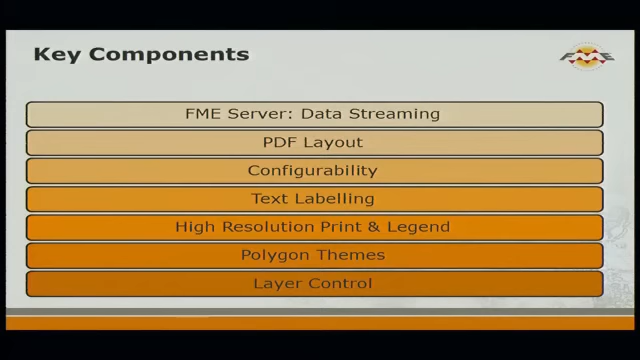 Key Components
FME
FME Server: Data Streaming
PDF Layout
Configurability
Text Labelling
High Resolution Print & Legend
Polygon Themes
Layer Control